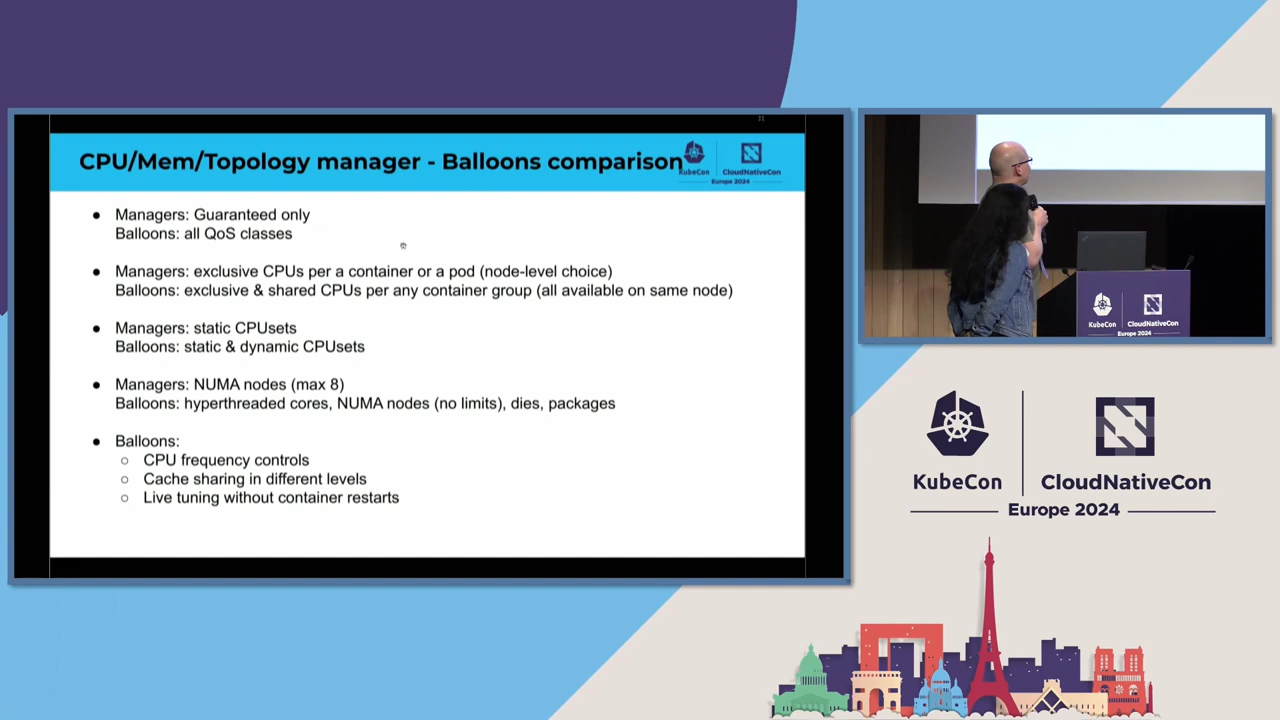 CPU/Mem/Topology manager - Balloons comparison
KubeCon
CloudNativeCon
Europe 2024
● Managers: Guaranteed only
Balloons: all QoS classes
● Managers: exclusive CPUs per a container or a pod (node-level choice)
Balloons: exclusive & shared CPUs per any container group (all available on same node)
● Managers: static CPUsets
Balloons: static & dynamic CPUsets
● Managers: NUMA nodes (max 8)
Balloons: hyperthreaded cores, NUMA nodes (no limits), dies, packages
● Balloons:
○ CPU frequency controls
○ Cache sharing in different levels
○ Live tuning without container restarts
KubeCon
CloudNativeCon
Europe 2024
KubeCon
CloudNativeCon
Europe 2024